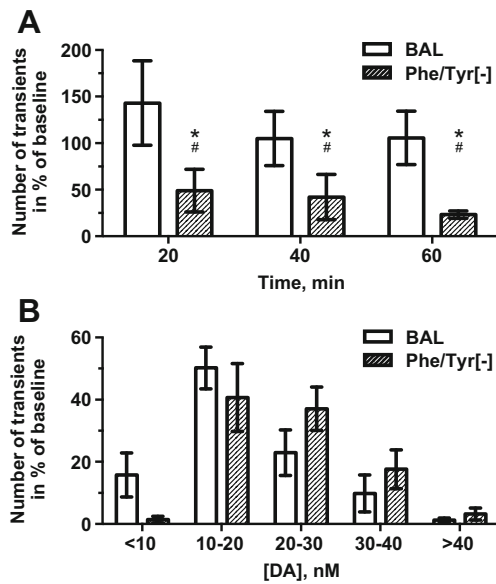 A
Number of transients
in % of baseline
200
150
100
50
0
BAL
Phe/Tyr[-]
* * *
# # #
20 40 60
Time, min
B
Number of transients
in % of baseline
60
40
20
0
BAL
Phe/Tyr[-]
<10 10-20 20-30 30-40 >40
[DA], nM